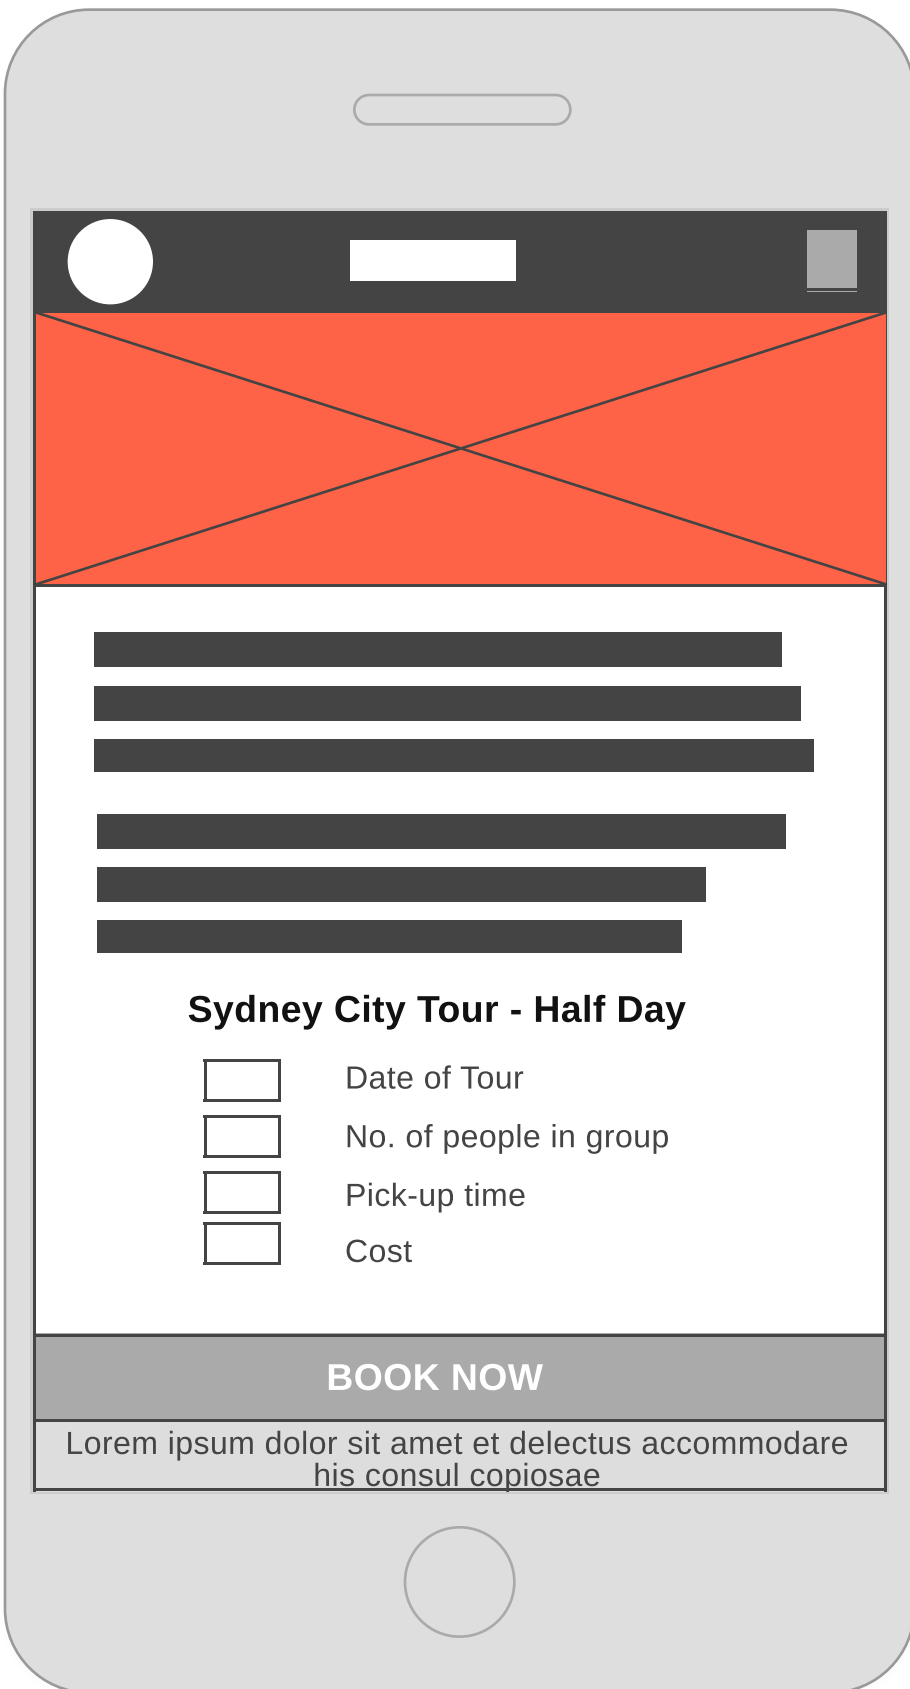 Sydney City Tour - Half Day
Date of Tour
No. of people in group
Pick-up time
Cost
BOOK NOW
Lorem ipsum dolor sit amet et delectus accommodare
his consul copiosae